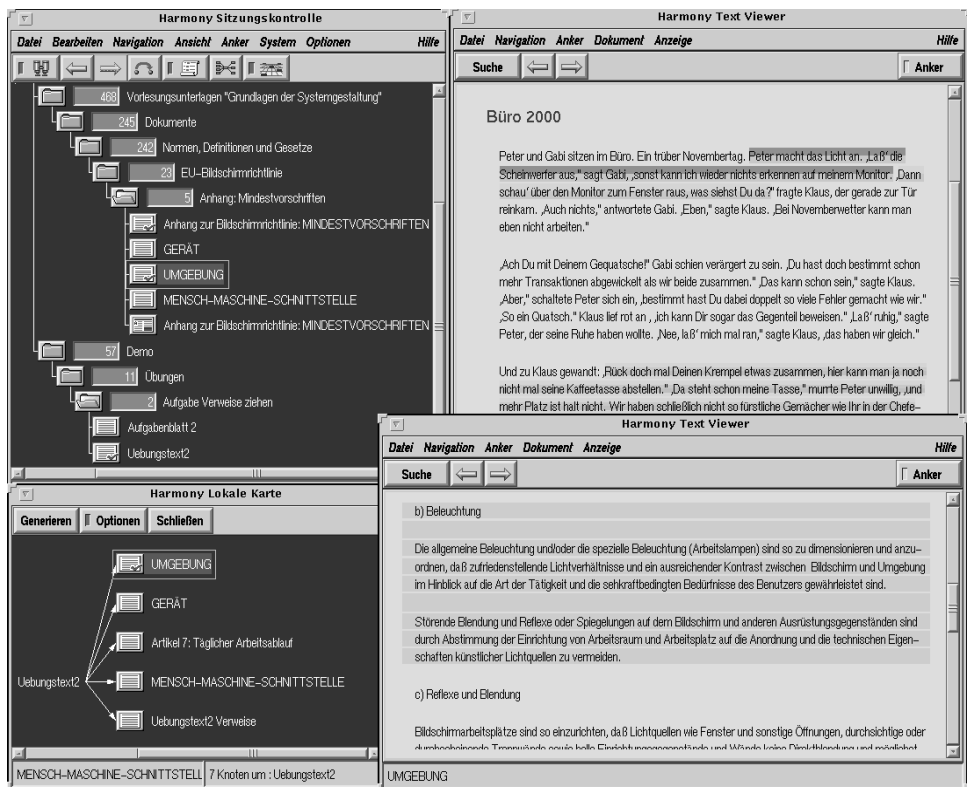 Harmony Sitzungskontrolle
Datei Bearbeiten Navigation Ansicht Anker System Optionen Hilfe
468 Vorlesungsunterlagen "Grundlagen der Systemgestaltung"
245 Dokumente
242 Normen, Definitionen und Gesetze
23 EU-Bildschirmrichtlinie
5 Anhang: Mindestvorschriften
Anhang zur Bildschirmrichtlinie: MINDESTVORSCHRIFTEN
GERÄT
UMGEBUNG
MENSCH-MASCHINE-SCHNITTSTELLE
Anhang zur Bildschirmrichtlinie: MINDESTVORSCHRIFTEN
57 Demo
11 Übungen
2 Aufgabe Verweise ziehen
Aufgabenblatt 2
Uebungstext2
Harmony Text Viewer
Datei Navigation Anker Dokument Anzeige Hilfe
Suche Anker
Büro 2000
Peter und Gabi sitzen im Büro. Ein trüber Novembertag. Peter macht das Licht an. „Laß' die
Scheinwerfer aus," sagt Gabi, „sonst kann ich wieder nichts erkennen auf meinem Monitor. „Dann
schau' über den Monitor zum Fenster raus, was siehst Du da?" fragte Klaus, der gerade zur Tür
reinkam. „Auch nichts," antwortete Gabi. „Eben," sagte Klaus. „Bei Novemberwetter kann man
eben nicht arbeiten."
„Ach Du mit Deinem Gequatsche!" Gabi schien verärgert zu sein. „Du hast doch bestimmt schon
mehr Transaktionen abgewickelt als wir beide zusammen." „Das kann schon sein," sagte Klaus.
„Aber," schaltete Peter sich ein, „bestimmt hast Du dabei doppelt so viele Fehler gemacht wie wir."
„So ein Quatsch." Klaus lief rot an , „ich kann Dir sogar das Gegenteil beweisen." „Laß' ruhig," sagte
Peter, der seine Ruhe haben wollte. „Nee, laß' mich mal ran," sagte Klaus, „das haben wir gleich."
Und zu Klaus gewandt: „Rück doch mal Deinen Krempel etwas zusammen, hier kann man ja noch
nicht mal seine Kaffeetasse abstellen." „Da steht schon meine Tasse," murrte Peter unwillig, „und
mehr Platz ist halt nicht. Wir haben schließlich nicht so fürstliche Gemächer wie Ihr in der Chefe-
Harmony Lokale Karte
Generieren Optionen Schließen
UMGEBUNG
GERÄT
Artikel 7: Täglicher Arbeitsablauf
Uebungstext2
MENSCH-MASCHINE-SCHNITTSTELLE
Uebungstext2 Verweise
MENSCH-MASCHINE-SCHNITTSTELL 7 Knoten um : Uebungstext2
Harmony Text Viewer
Datei Navigation Anker Dokument Anzeige Hilfe
Suche Anker
b) Beleuchtung
Die allgemeine Beleuchtung und/oder die spezielle Beleuchtung (Arbeitslampen) sind so zu dimensionieren und anzu-
ordnen, daß zufriedenstellende Lichtverhältnisse und ein ausreichender Kontrast zwischen Bildschirm und Umgebung
im Hinblick auf die Art der Tätigkeit und die sehkraftbedingten Bedürfnisse des Benutzers gewährleistet sind.
Störende Blendung und Reflexe oder Spiegelungen auf dem Bildschirm und anderen Ausrüstungsgegenständen sind
durch Abstimmung der Einrichtung von Arbeitsraum und Arbeitsplatz auf die Anordnung und die technischen Eigen-
schaften künstlicher Lichtquellen zu vermeiden.
c) Reflexe und Blendung
Bildschirmarbeitsplätze sind so einzurichten, daß Lichtquellen wie Fenster und sonstige Öffnungen, durchsichtige oder
durchscheinende Trennwände sowie helle Einrichtungsgegenstände und Wände keine Direktblendung und möglichst
UMGEBUNG